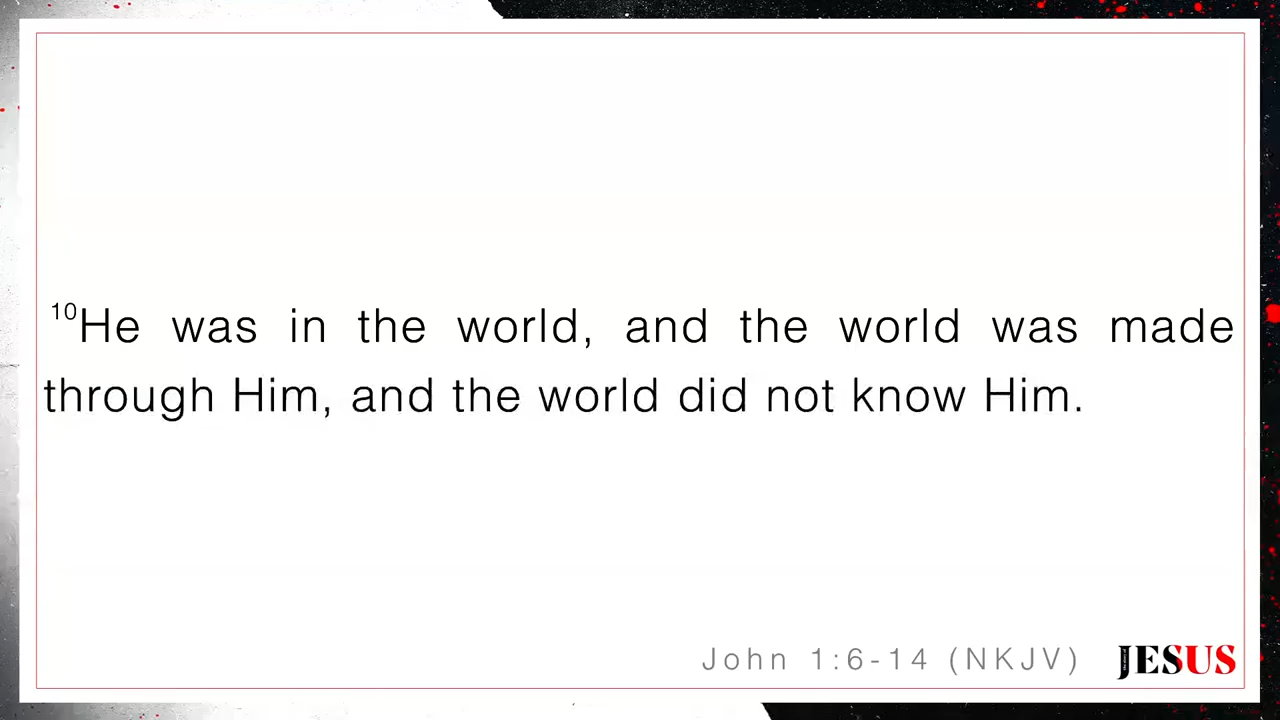 10He was in the world, and the world was made
through Him, and the world did not know Him.
John 1:6-14 (NKJV)
JESUS